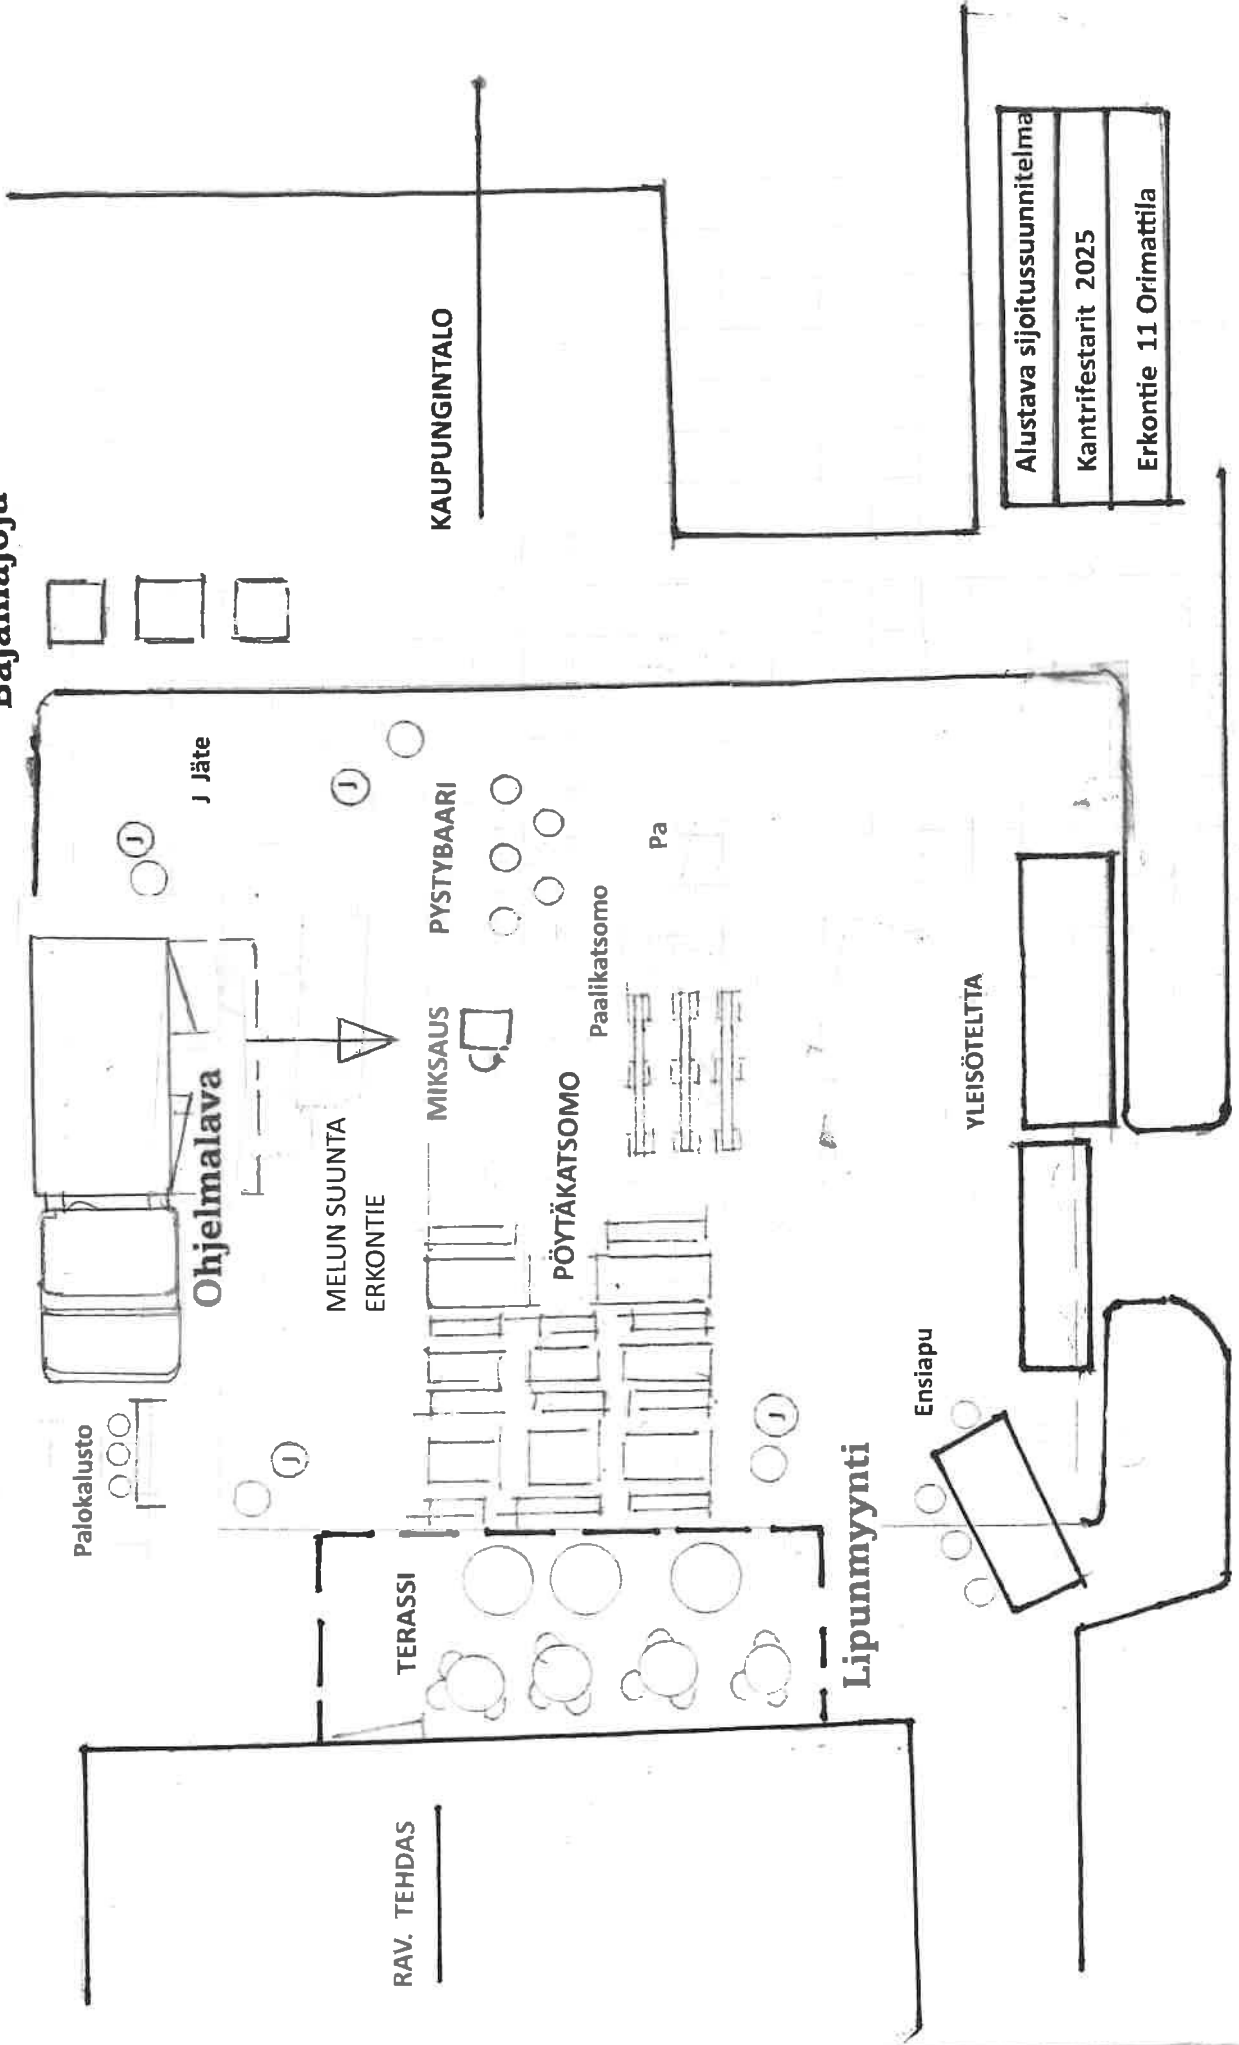 Bajamajoja
J Jäte
J
J
Palokalusto
Ohjelmalava
MELUN SUUNTA
ERKONTIE
J
KAUPUNGINTALO
PYSTYBAARI
MIKSAUS
TERASSI
RAV. TEHDAS
PÖYTÄKATSOMO
Paalikatsomo
Pa
J
Lipunmyynti
Ensiapu
YLEISÖTELTTA
Alustava sijoitussuunnitelma
Kantrifestarit 2025
Erkontie 11 Orimattila